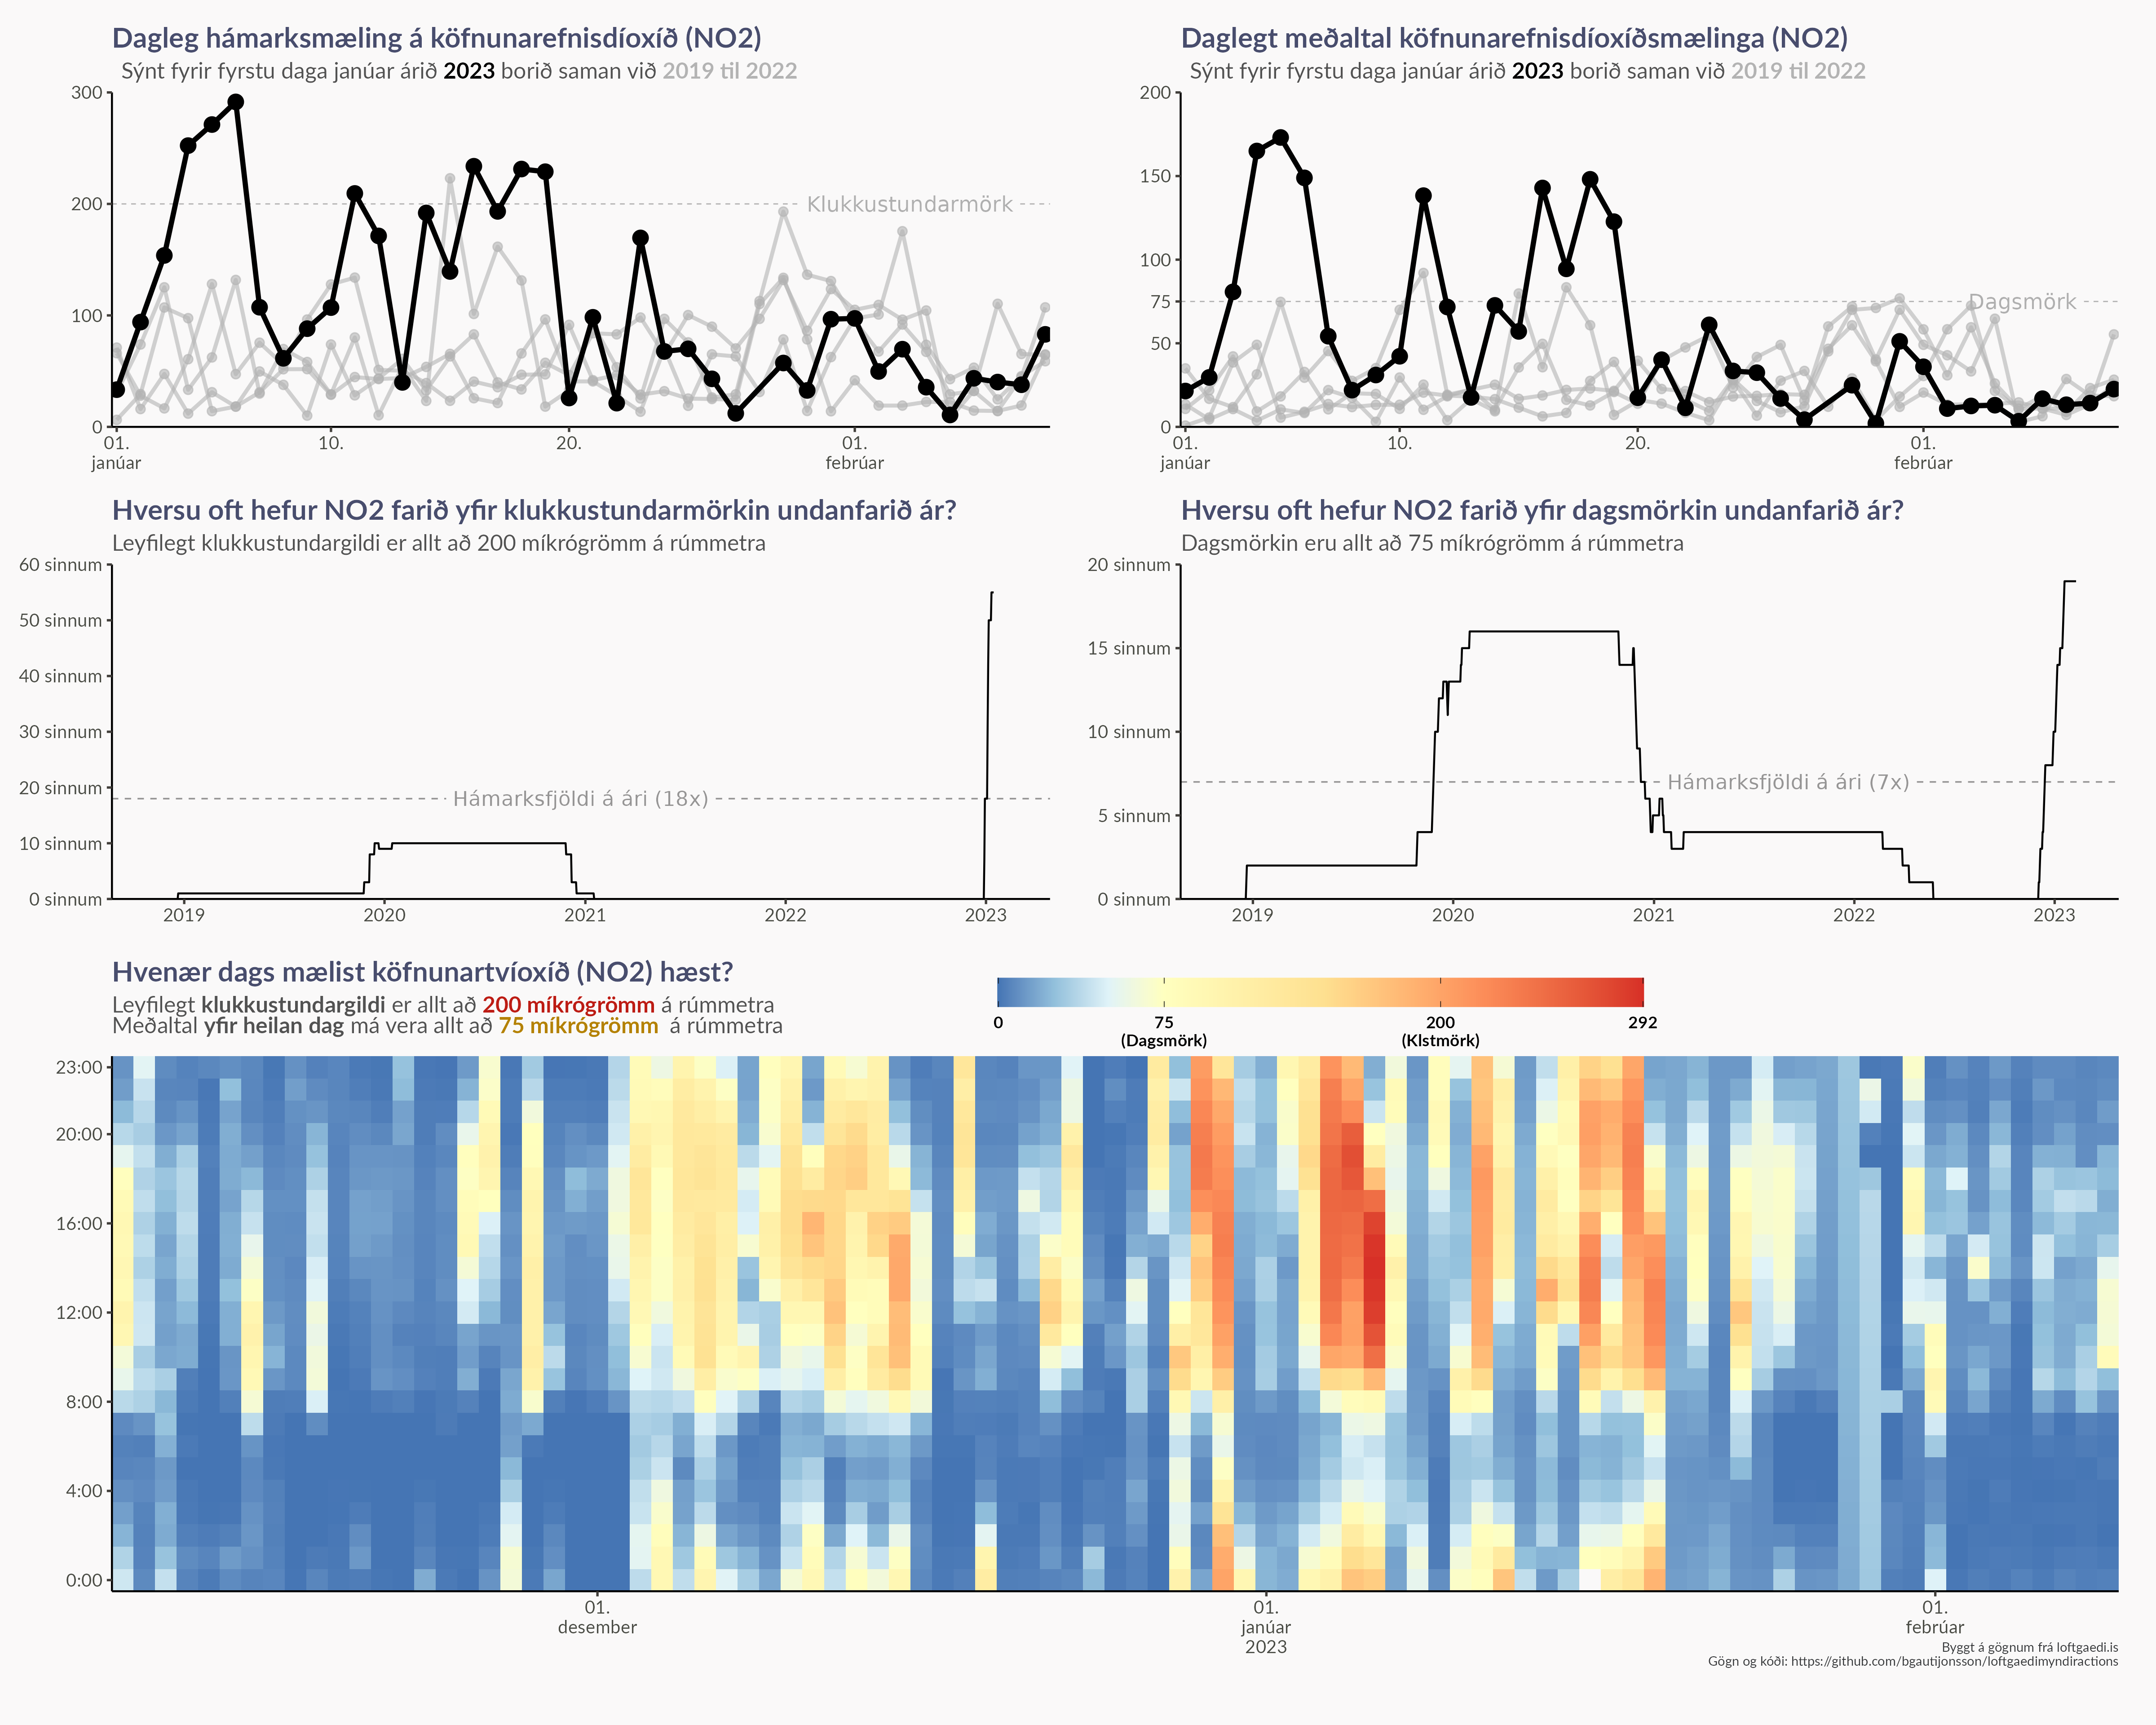 Dagleg hámarksmæling á köfnunarefnisdíoxíð (NO2)
Sýnt fyrir fyrstu daga janúar árið 2023 borið saman við 2019 til 2022
300
200
100
0
Klukkustundarmörk
01.
janúar
10.
20.
01.
febrúar
Daglegt meðaltal köfnunarefnisdíoxíðsmælinga (NO2)
Sýnt fyrir fyrstu daga janúar árið 2023 borið saman við 2019 til 2022
200
150
100
75
50
0
Dagsmörk
01.
janúar
10.
20.
01.
febrúar
Hversu oft hefur NO2 farið yfir klukkustundarmörkin undanfarið ár?
Leyfilegt klukkustundargildi er allt að 200 míkrógrömm á rúmmetra
60 sinnum
50 sinnum
40 sinnum
30 sinnum
20 sinnum
10 sinnum
0 sinnum
Hámarksfjöldi á ári (18x)
2019
2020
2021
2022
2023
Hversu oft hefur NO2 farið yfir dagsmörkin undanfarið ár?
Dagsmörkin eru allt að 75 míkrógrömm á rúmmetra
20 sinnum
15 sinnum
10 sinnum
5 sinnum
0 sinnum
Hámarksfjöldi á ári (7x)
2019
2020
2021
2022
2023
Hvenær dags mælist köfnunartvíoxíð (NO2) hæst?
Leyfilegt klukkustundargildi er allt að 200 míkrógrömm á rúmmetra
Meðaltal yfir heilan dag má vera allt að 75 míkrógrömm á rúmmetra
0
75
(Dagsmörk)
200
(Klstmörk)
292
23:00
20:00
16:00
12:00
8:00
4:00
0:00
01.
desember
01.
janúar
2023
01.
febrúar
Byggt á gögnum frá loftgaedi.is
Gögn og kóði: https://github.com/bgautijonsson/loftgaedimyndiractions